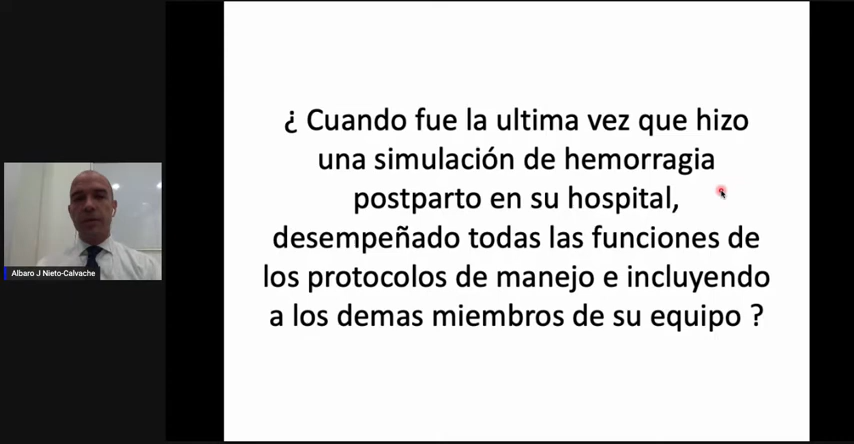 ¿ Cuando fue la ultima vez que hizo
una simulación de hemorragia
postparto en su hospital,
desempeñado todas las funciones de
los protocolos de manejo e incluyendo
a los demas miembros de su equipo ?
Albaro J Nieto-Calvache